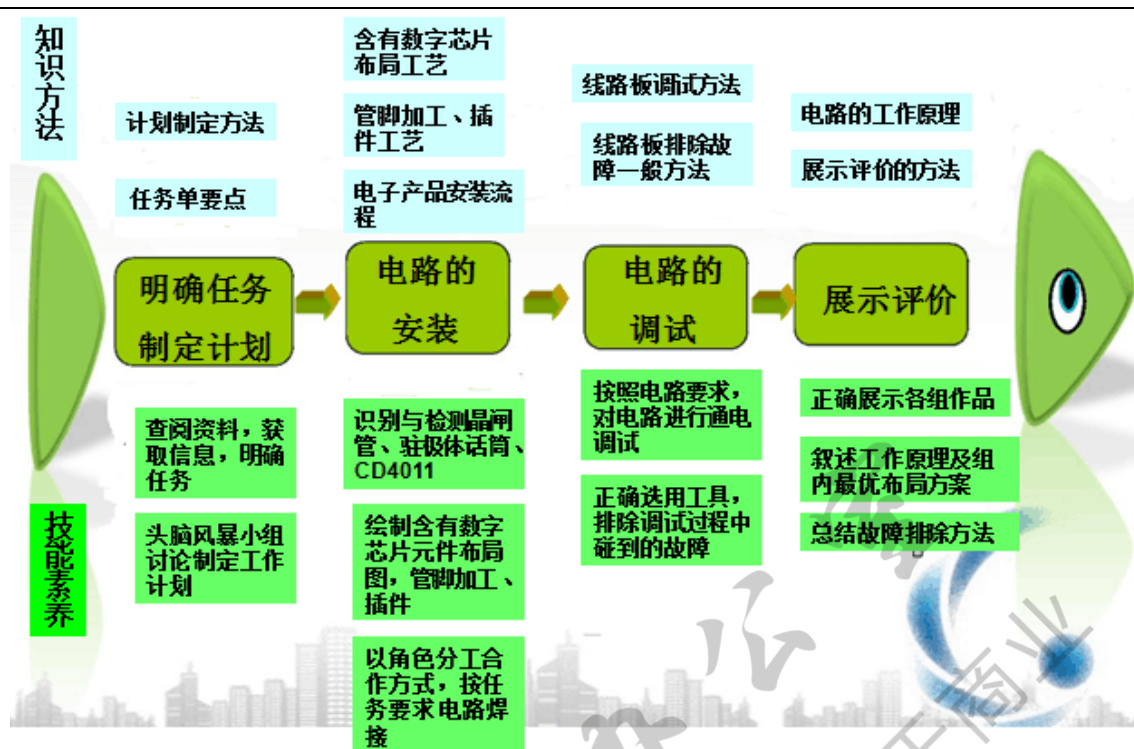 知
识
方
法
计划制定方法
任务单要点
含有数字芯片
布局工艺
管脚加工、插
件工艺
电子产品安装流
程
线路板调试方法
线路板排除故
障一般方法
电路的工作原理
展示评价的方法
明确任务
制定计划
电路的
安装
电路的
调试
展示评价
技
能
素
养
查阅资料，获
取信息，明确
任务
头脑风暴小组
讨论制定工作
计划
识别与检测晶闸
管、驻极体话筒、
CD4011
绘制含有数字
芯片元件布局
图，管脚加工、
插件
以角色分工合
作方式，按任
务要求电路焊
接
按照电路要求，
对电路进行通电
调试
正确选用工具，
排除调试过程中
碰到的故障
正确展示各组作品
叙述工作原理及组
内最优布局方案
总结故障排除方法
商业